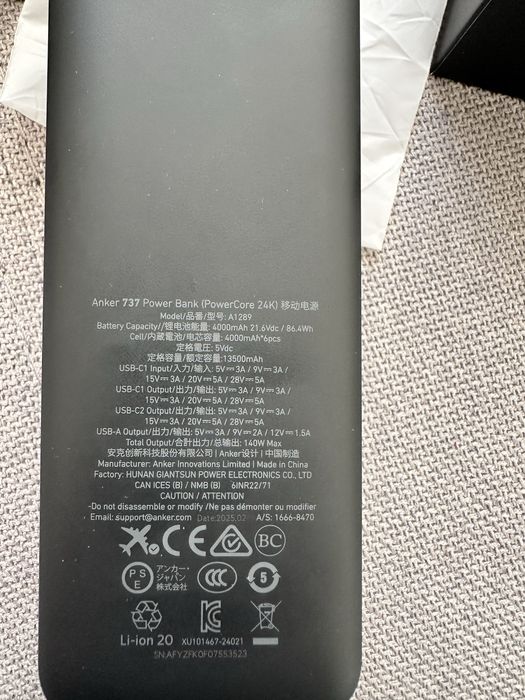 Anker 737 Power Bank (PowerCore 24K) 移动电源
Model/品番/型号: A1289
Battery Capacity//锂电池能量: 4000mAh 21.6Vdc / 86.4Wh
Cell/内蔵電池/电芯容量: 4000mAh*6pcs
定格電圧: 5Vdc
定格容量/额定容量:13500mAh
USB-C1 Input/入力/输入: 5V⎓3A / 9V⎓3A /
15V⎓3A / 20V⎓5A / 28V⎓5A
USB-C1 Output/出力/输出: 5V⎓3A / 9V⎓3A /
15V⎓3A / 20V⎓5A / 28V⎓5A
USB-C2 Output/出力/输出: 5V⎓3A / 9V⎓3A /
15V⎓3A / 20V⎓5A / 28V⎓5A
USB-A Output/出力/输出: 5V⎓3A / 9V⎓2A / 12V⎓1.5A
Total Output/合計出力/总输出: 140W Max
安克创新科技股份有限公司 | Anker设计 | 中国制造
Manufacturer: Anker Innovations Limited | Made in China
Factory: HUNAN GIANTSUN POWER ELECTRONICS CO., LTD
CAN ICES (B) / NMB (B) 6INR22/71
CAUTION / ATTENTION
-Do not disassemble or modify /Ne pas démonter ou modifier
Email: support@anker.com Date:2025.02 A/S: 1666-8470
CE BC
PS E アンカー・ジャパン株式会社 CCC 5
Li-ion 20 XU101467-24021
SN:AFYZFK0F07553523